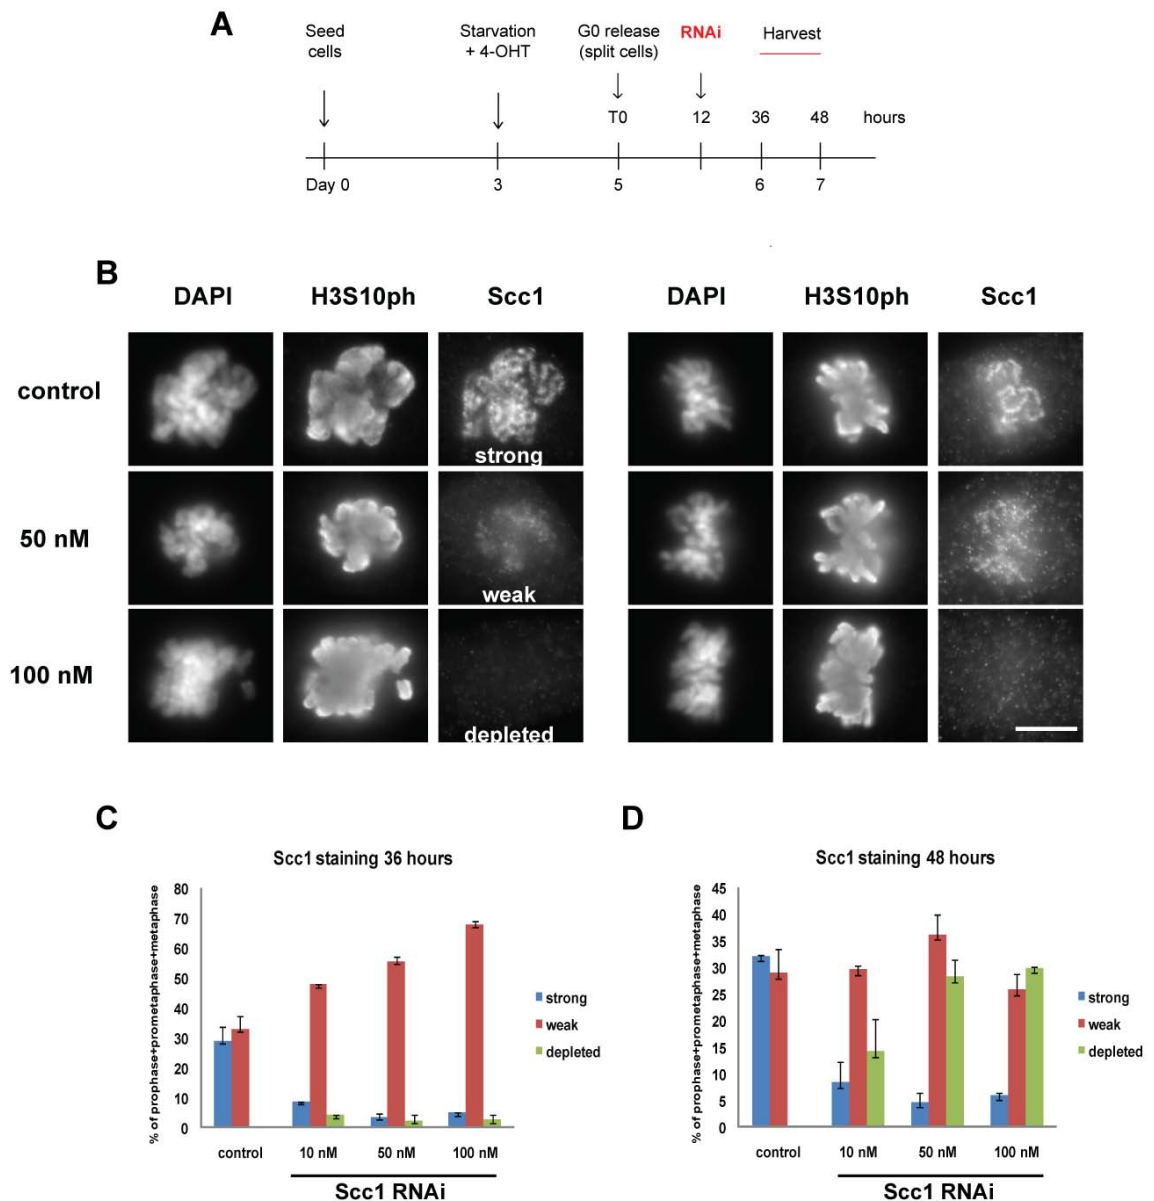 A
Seed
cells
Starvation
+ 4-OHT
G0 release
(split cells)
RNAi
Harvest
T0 12 36 48 hours
Day 0 3 5 6 7
B
DAPI H3S10ph Scc1 DAPI H3S10ph Scc1
control
strong
50 nM
weak
100 nM
depleted
C
Scc1 staining 36 hours
% of prophase+prometaphase+metaphase
80
70
60
50
40
30
20
10
0
control 10 nM 50 nM 100 nM
Scc1 RNAi
strong
weak
depleted
D
Scc1 staining 48 hours
% of prophase+prometaphase+metaphase
45
40
35
30
25
20
15
10
5
0
control 10 nM 50 nM 100 nM
Scc1 RNAi
strong
weak
depleted